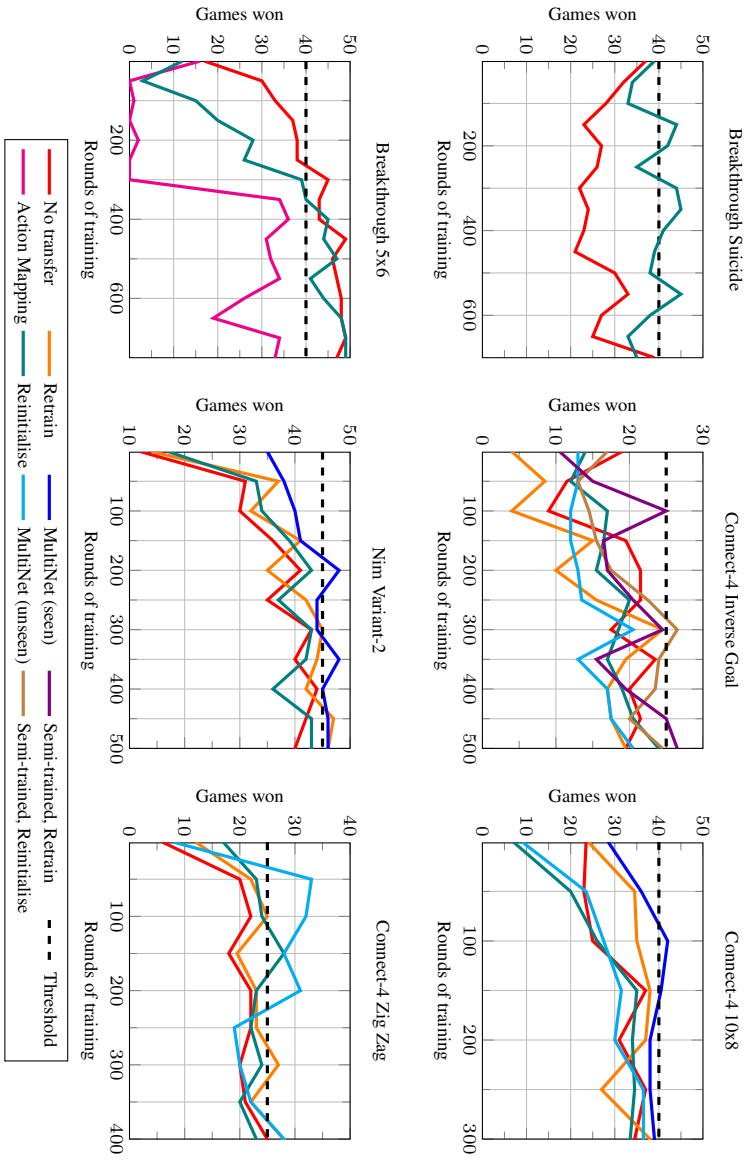 Breakthrough Suicide
Games won
0 10 20 30 40 50
200 400 600
Rounds of training
Connect-4 Inverse Goal
Games won
0 10 20 30
100 200 300 400 500
Rounds of training
Connect-4 10x8
Games won
0 10 20 30 40 50
100 200 300
Rounds of training
Breakthrough 5x6
Games won
0 10 20 30 40 50
200 400 600
Rounds of training
Nim Variant-2
Games won
10 20 30 40 50
100 200 300 400 500
Rounds of training
Connect-4 Zig Zag
Games won
0 10 20 30 40
100 200 300 400
Rounds of training
No transfer Retrain MultiNet (seen) Semi-trained, Retrain Threshold
Action Mapping Reinitialise MultiNet (unseen) Semi-trained, Reinitialise